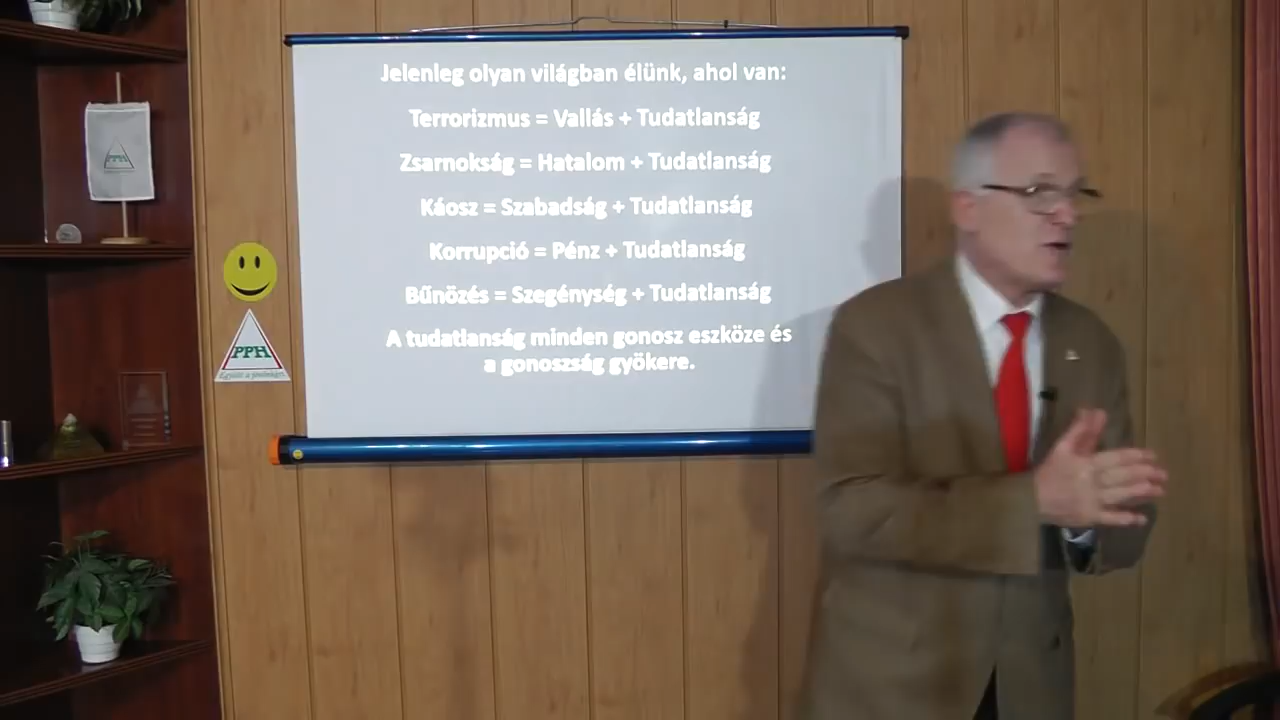 Jelenleg olyan világban élünk, ahol van:
Terrorizmus = Vallás + Tudatlanság
Zsarnokság = Hatalom + Tudatlanság
Káosz = Szabadság + Tudatlanság
Korrupció = Pénz + Tudatlanság
Bűnözés = Szegénység + Tudatlanság
A tudatlanság minden gonosz eszköze és
a gonoszság gyökere.
PPH
PPH